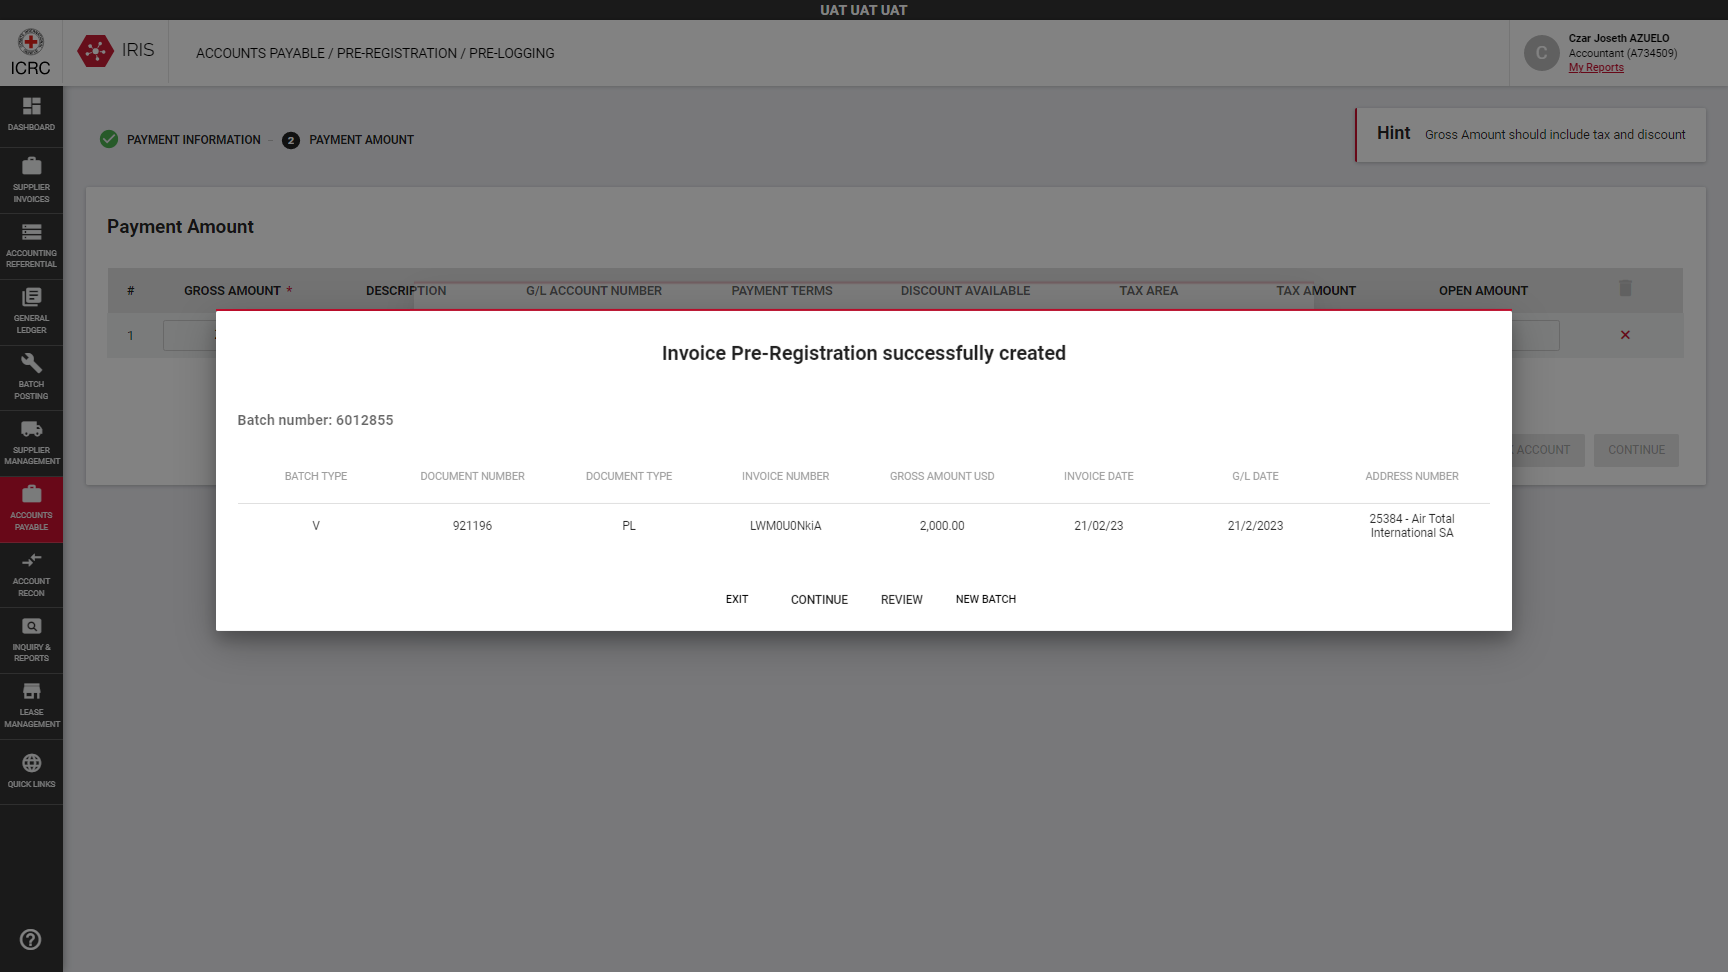 UAT UAT UAT
ICRC
IRIS
ACCOUNTS PAYABLE / PRE-REGISTRATION / PRE-LOGGING
C
Czar Joseth AZUELO
Accountant (A734509)
My Reports
DASHBOARD
SUPPLIER
INVOICES
ACCOUNTING
REFERENTIAL
GENERAL
LEDGER
BATCH
POSTING
SUPPLIER
MANAGEMENT
ACCOUNTS
PAYABLE
ACCOUNT
RECON
INQUIRY &
REPORTS
LEASE
MANAGEMENT
QUICK LINKS
PAYMENT INFORMATION 2 PAYMENT AMOUNT
Hint Gross Amount should include tax and discount
Payment Amount
# GROSS AMOUNT * DESCRIPTION G/L ACCOUNT NUMBER PAYMENT TERMS DISCOUNT AVAILABLE TAX AREA TAX AMOUNT OPEN AMOUNT
1
ACCOUNT CONTINUE
Invoice Pre-Registration successfully created
Batch number: 6012855
BATCH TYPE DOCUMENT NUMBER DOCUMENT TYPE INVOICE NUMBER GROSS AMOUNT USD INVOICE DATE G/L DATE ADDRESS NUMBER
V 921196 PL LWM0U0NkiA 2,000.00 21/02/23 21/2/2023 25384 - Air Total
International SA
EXIT CONTINUE REVIEW NEW BATCH